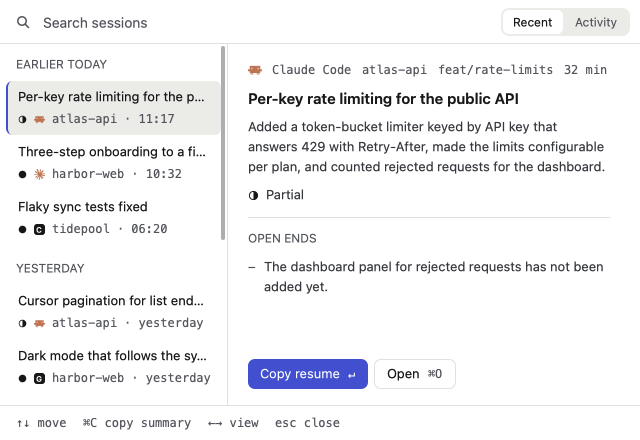 Search sessions
Recent
Activity
EARLIER TODAY
Per-key rate limiting for the p...
atlas-api · 11:17
Three-step onboarding to a fi...
harbor-web · 10:32
Flaky sync tests fixed
C tidepool · 06:20
YESTERDAY
Cursor pagination for list end...
atlas-api · yesterday
Dark mode that follows the sy...
G harbor-web · yesterday
Claude Code atlas-api feat/rate-limits 32 min
Per-key rate limiting for the public API
Added a token-bucket limiter keyed by API key that
answers 429 with Retry-After, made the limits configurable
per plan, and counted rejected requests for the dashboard.
Partial
OPEN ENDS
– The dashboard panel for rejected requests has not been
added yet.
Copy resume ↵
Open ⌘O
↑↓ move ⌘C copy summary ←→ view esc close